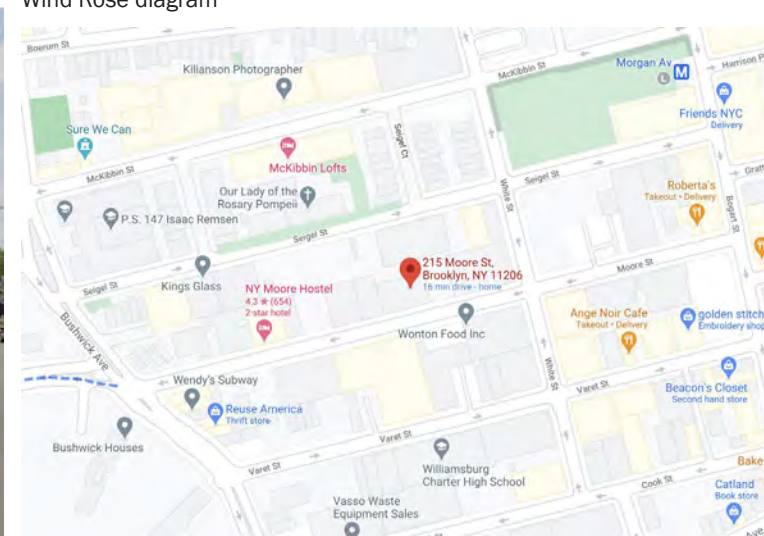 Wind Rose diagram
Boerum St
Killanson Photographer
McKibbin St
Morgan Av
M
L
Harrison P
Friends NYC
Delivery
Sure We Can
McKibbin Lofts
Seigel Ct
McKibbin St
Our Lady of the
Rosary Pompeii
Seigel St
White St
Roberta's
Takeout • Delivery
Gratt
Bogart St
P.S. 147 Isaac Remsen
Seigel St
Seigel St
Kings Glass
215 Moore St,
Brooklyn, NY 11206
16 min drive - home
Moore St
NY Moore Hostel
4.3 ★ (654)
2-star hotel
Wonton Food Inc
Ange Noir Cafe
Takeout • Delivery
golden stitch
Embroidery shop
Bushwick Ave
White St
Wendy's Subway
Reuse America
Thrift store
Varet St
Beacon's Closet
Second hand store
Bushwick Houses
Varet St
Varet St
Williamsburg
Charter High School
Bake
Cook St
Catland
Book store
Vasso Waste
Equipment Sales
Ave